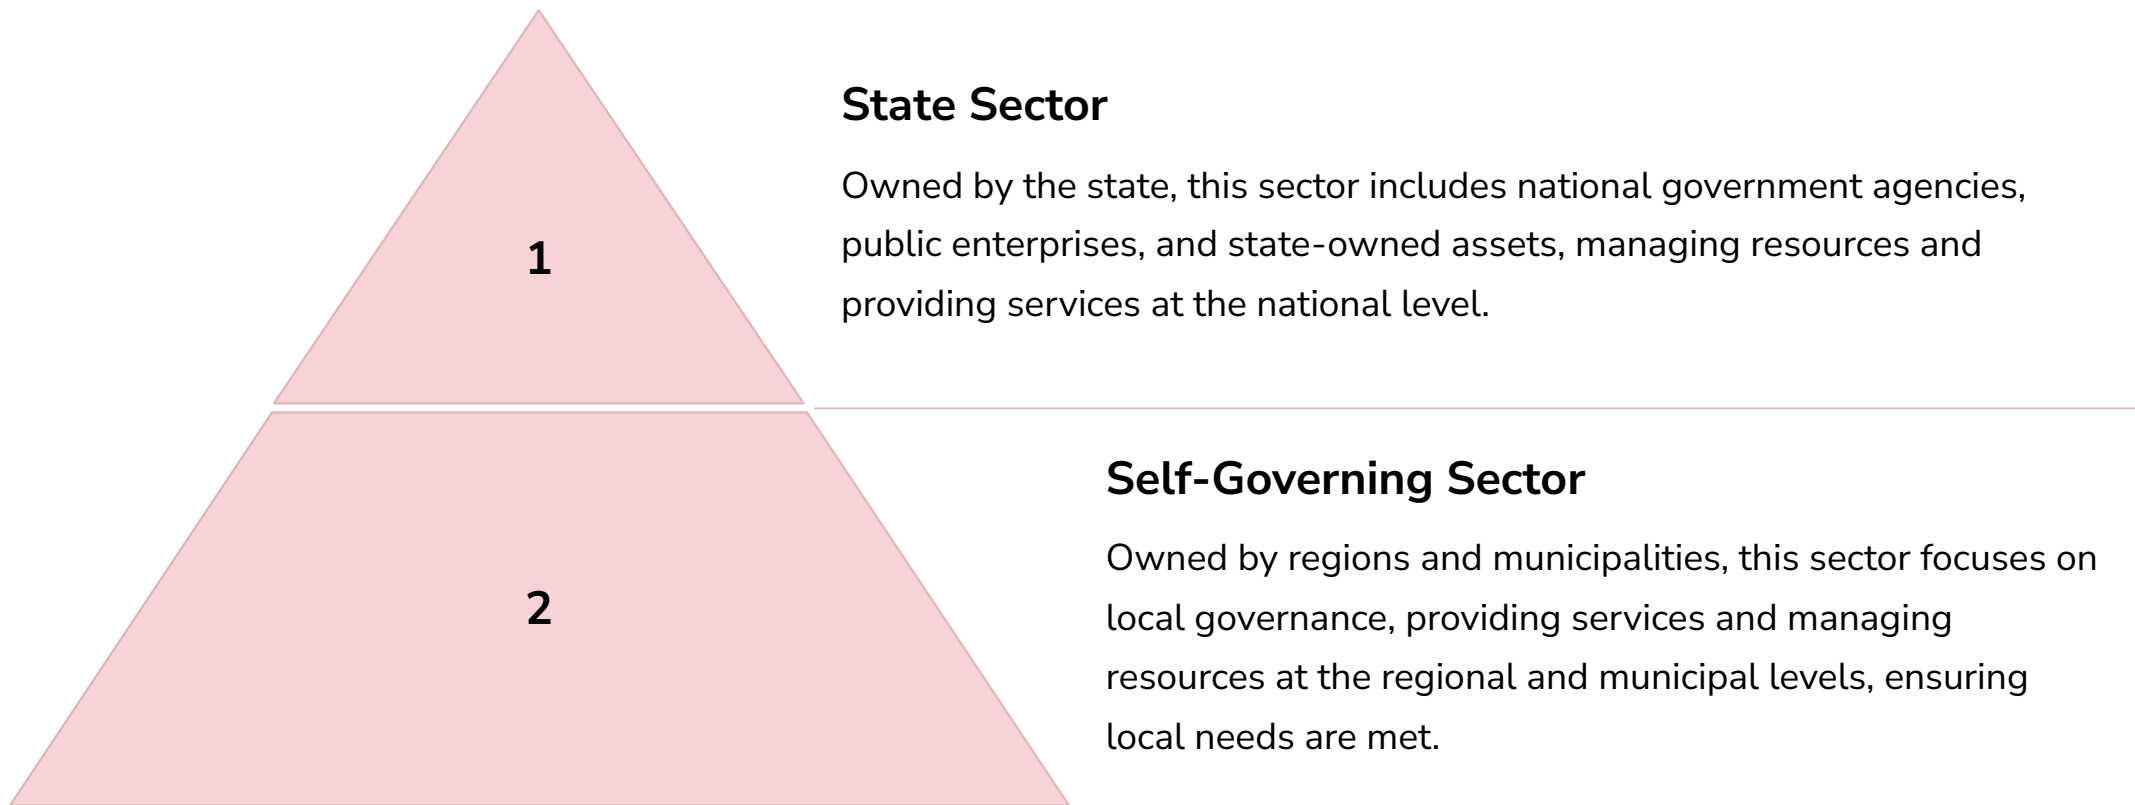 1
State Sector
Owned by the state, this sector includes national government agencies,
public enterprises, and state-owned assets, managing resources and
providing services at the national level.
2
Self-Governing Sector
Owned by regions and municipalities, this sector focuses on
local governance, providing services and managing
resources at the regional and municipal levels, ensuring
local needs are met.